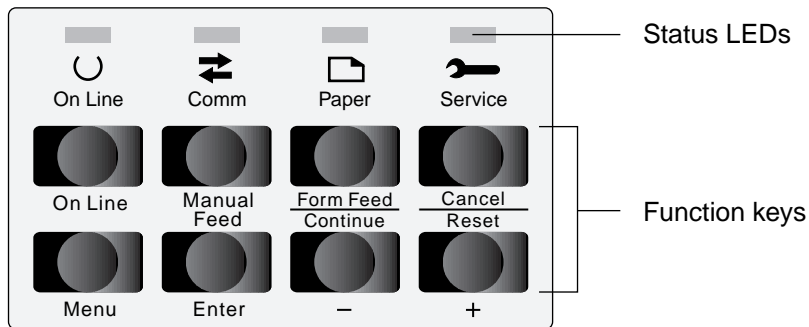 Status LEDs
On Line Comm Paper Service
On Line Manual Feed Form Feed Continue Cancel Reset
Function keys
Menu Enter – +